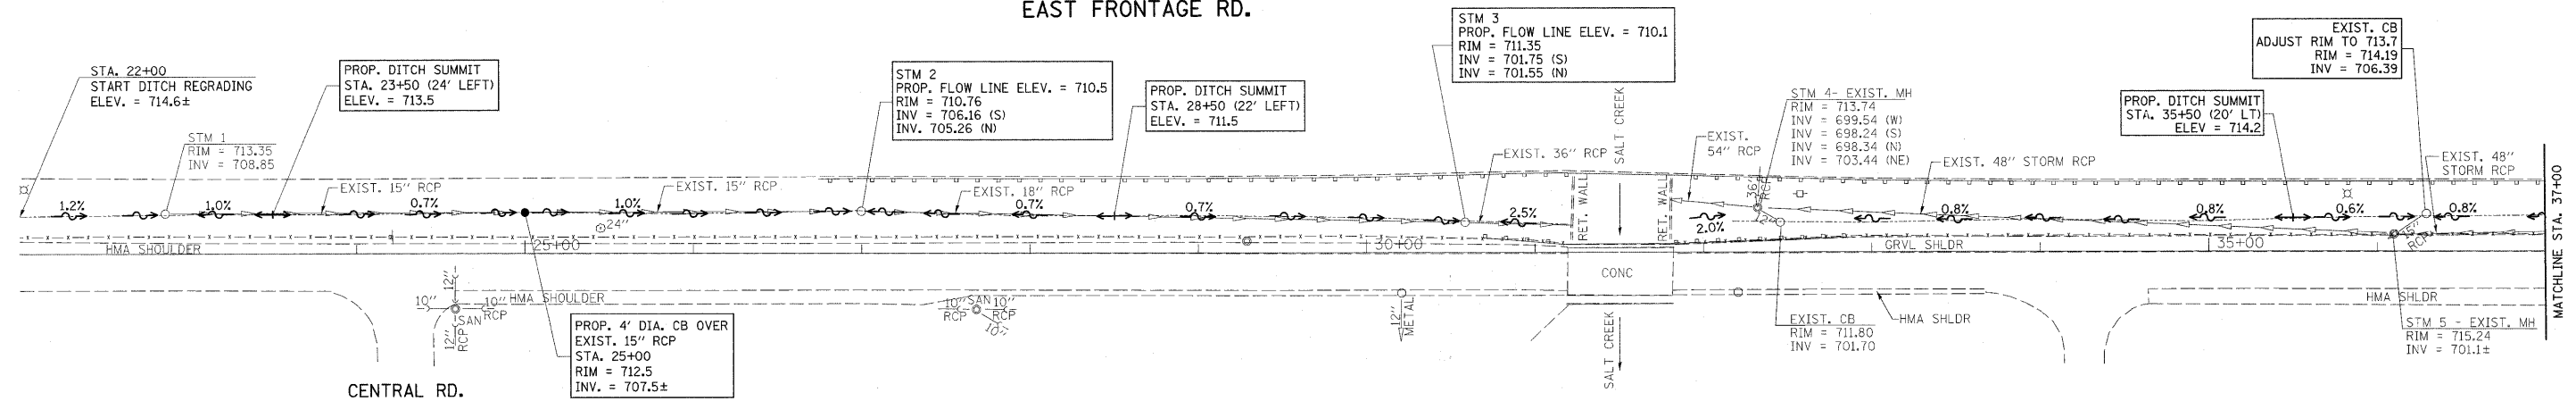 EAST FRONTAGE RD.
STA. 22+00
START DITCH REGRADING
ELEV. = 714.6±
STM 1
RIM = 713.35
INV = 708.85
PROP. DITCH SUMMIT
STA. 23+50 (24' LEFT)
ELEV. = 713.5
STM 2
PROP. FLOW LINE ELEV. = 710.5
RIM = 710.76
INV = 706.16 (S)
INV. 705.26 (N)
PROP. DITCH SUMMIT
STA. 28+50 (22' LEFT)
ELEV. = 711.5
STM 3
PROP. FLOW LINE ELEV. = 710.1
RIM = 711.35
INV = 701.75 (S)
INV = 701.55 (N)
SALT CREEK
EXIST.
54" RCP
STM 4- EXIST. MH
RIM = 713.74
INV = 699.54 (W)
INV = 698.24 (S)
INV = 698.34 (N)
INV = 703.44 (NE)
PROP. DITCH SUMMIT
STA. 35+50 (20' LT)
ELEV = 714.2
EXIST. CB
ADJUST RIM TO 713.7
RIM = 714.19
INV = 706.39
EXIST. 48"
STORM RCP
EXIST. 15" RCP
EXIST. 15" RCP
EXIST. 18" RCP
EXIST. 36" RCP
EXIST. 48" STORM RCP
36"
RCP
12"
15"
RCP
1.2%
1.0%
0.7%
1.0%
0.7%
0.7%
2.5%
2.0%
0.8%
0.8%
0.6%
0.8%
RET. WALL
RET. WALL
24"
HMA SHOULDER
25+00
30+00
GRVL SHLDR
35+00
MATCHLINE STA. 37+00
CONC
12"
10"
10"
RCP
SAN
12"
RCP
HMA SHOULDER
10"
RCP
SAN
10"
RCP
10"
12"
METAL
HMA SHLDR
HMA SHLDR
PROP. 4' DIA. CB OVER
EXIST. 15" RCP
STA. 25+00
RIM = 712.5
INV. = 707.5±
SALT CREEK
EXIST CB
RIM = 711.80
INV = 701.70
STM 5 - EXIST. MH
RIM = 715.24
INV = 701.1±
CENTRAL RD.